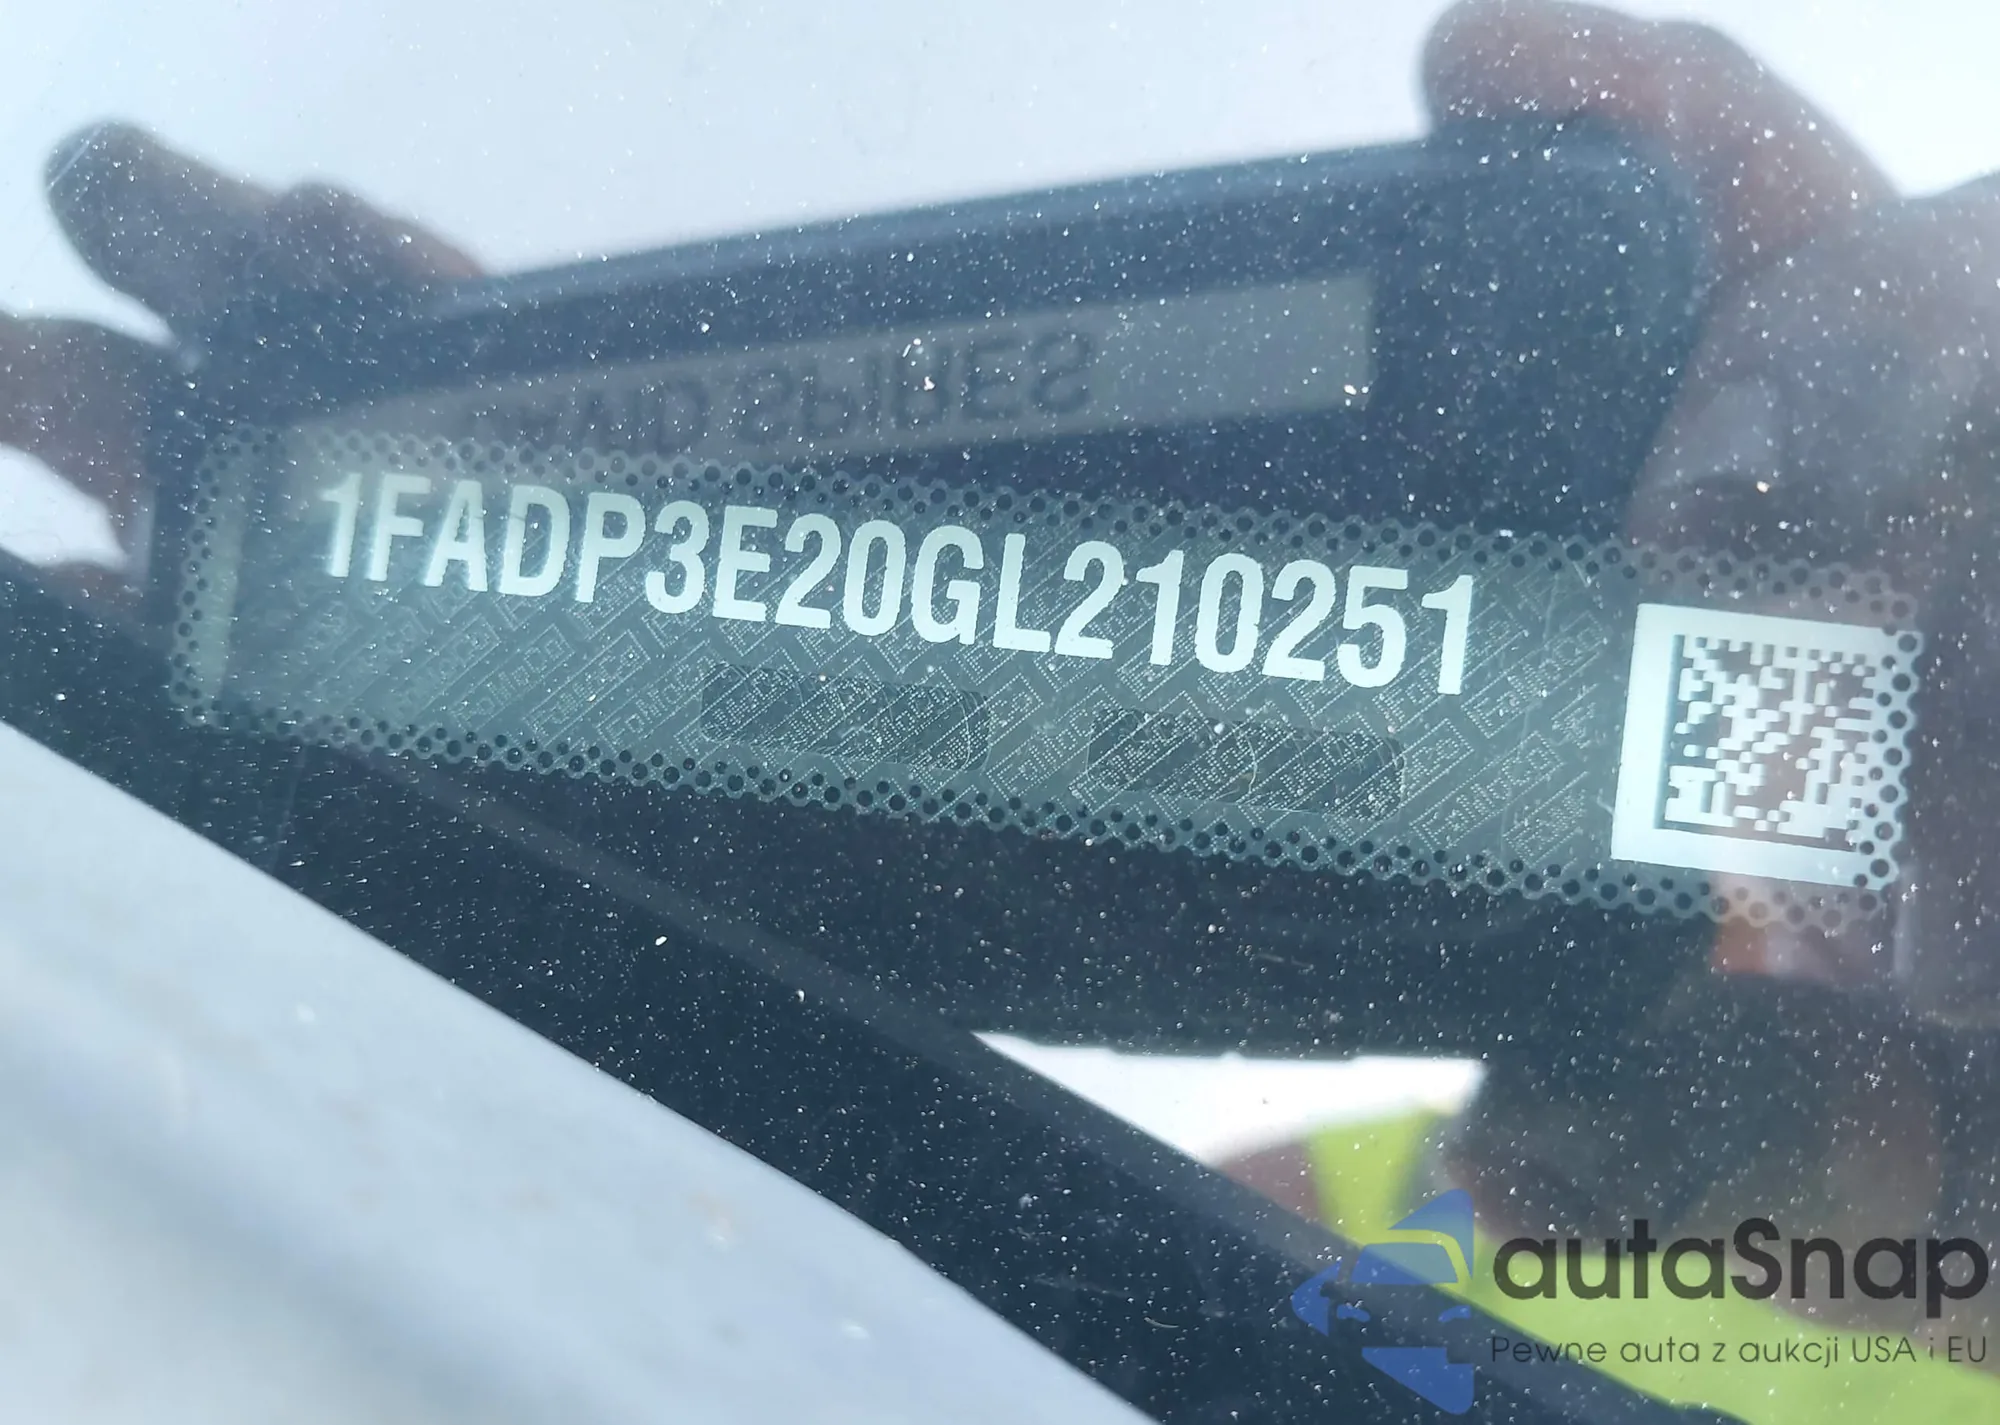 1FADP3E20GL210251
autaSnap
Pewne auta z aukcji USA i EU